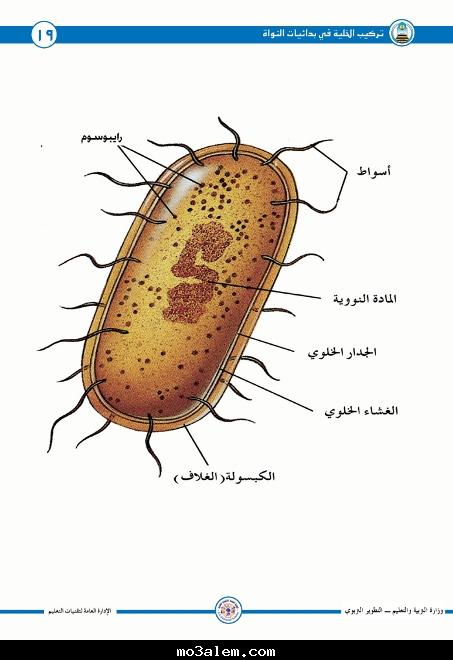 تركيب الخلية في بدائيات النواة
١٩
رايبوسوم
أسواط
المادة النووية
الجدار الخلوي
الغشاء الخلوي
الكبسولة (الغلاف)
وزارة التربية والتعليم ــ التطوير التربوي
الإدارة العامة لتقنيات التعليم
mo3alem.com